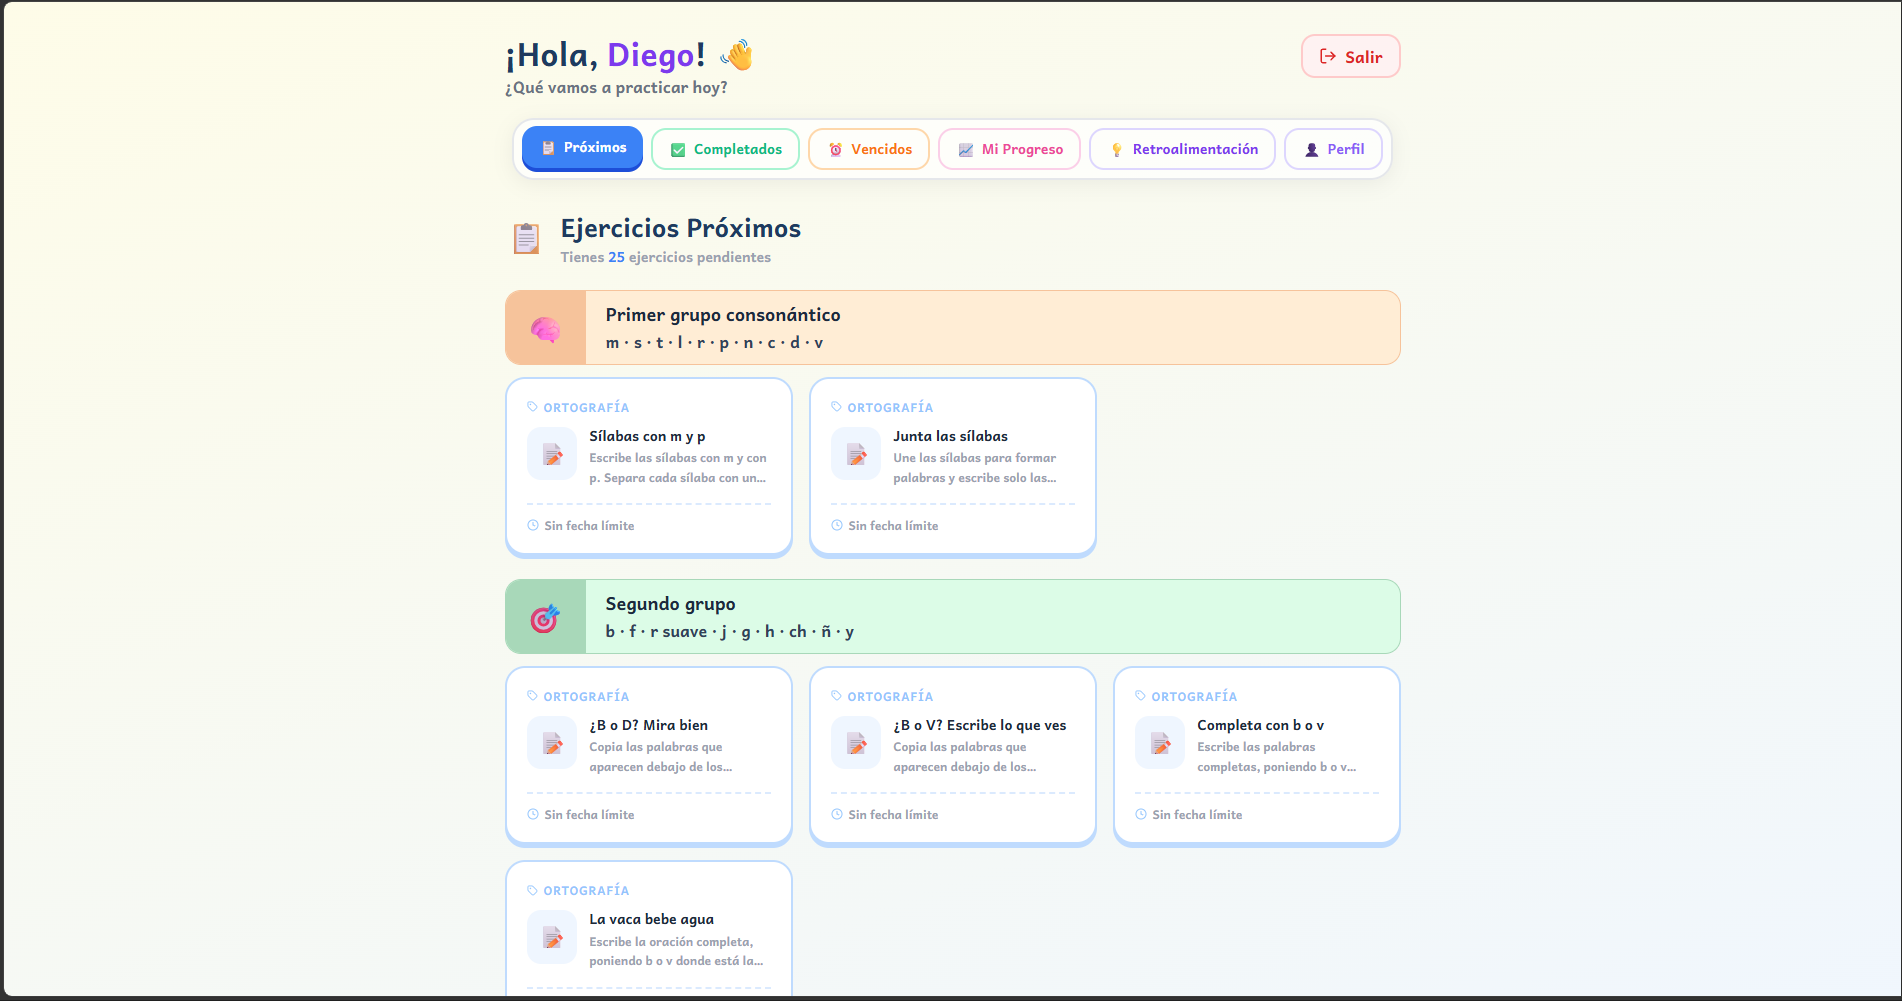 ¡Hola, Diego!
¿Qué vamos a practicar hoy?
Salir
Próximos
Completados
Vencidos
Mi Progreso
Retroalimentación
Perfil
Ejercicios Próximos
Tienes 25 ejercicios pendientes
Primer grupo consonántico
m · s · t · l · r · p · n · c · d · v
ORTOGRAFÍA
Sílabas con m y p
Escribe las sílabas con m y con
p. Separa cada sílaba con un...
Sin fecha límite
ORTOGRAFÍA
Junta las sílabas
Une las sílabas para formar
palabras y escribe solo las...
Sin fecha límite
Segundo grupo
b · f · r suave · j · g · h · ch · ñ · y
ORTOGRAFÍA
¿B o D? Mira bien
Copia las palabras que
aparecen debajo de los...
Sin fecha límite
ORTOGRAFÍA
¿B o V? Escribe lo que ves
Copia las palabras que
aparecen debajo de los...
Sin fecha límite
ORTOGRAFÍA
Completa con b o v
Escribe las palabras
completas, poniendo b o v...
Sin fecha límite
ORTOGRAFÍA
La vaca bebe agua
Escribe la oración completa,
poniendo b o v donde está la...